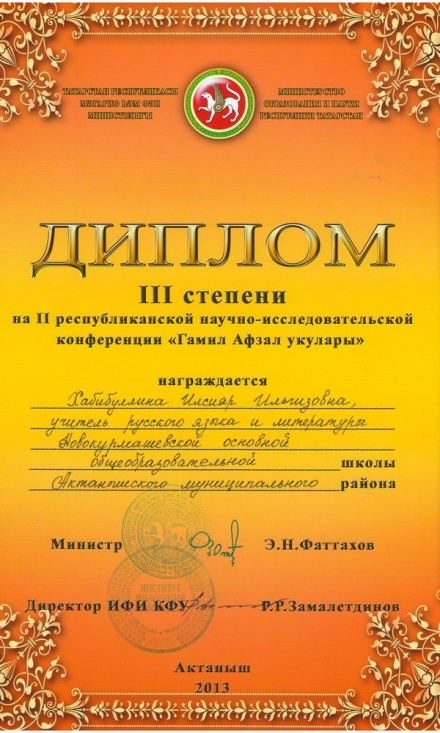 ТАТАРСТАН РЕСПУБЛИКАСЫ
МӘГАРИФ ҺӘМ ФӘН
МИНИСТРЛЫГЫ
МИНИСТЕРСТВО
ОБРАЗОВАНИЯ И НАУКИ
РЕСПУБЛИКИ ТАТАРСТАН
ДИПЛОМ
III степени
на II республиканской научно-исследовательской
конференции «Гамил Афзал укулары»
награждается
Хабибуллина Илсияр Ильгизовна,
учитель русского языка и литературы
Новокурмашевской основной
общеобразовательной школы
Актанышского муниципального района
Министр Э.Н.Фаттахов
ИНСТИТУТ
Директор ИФИ КФУ Р.Р.Замалетдинов
Актаныш
2013